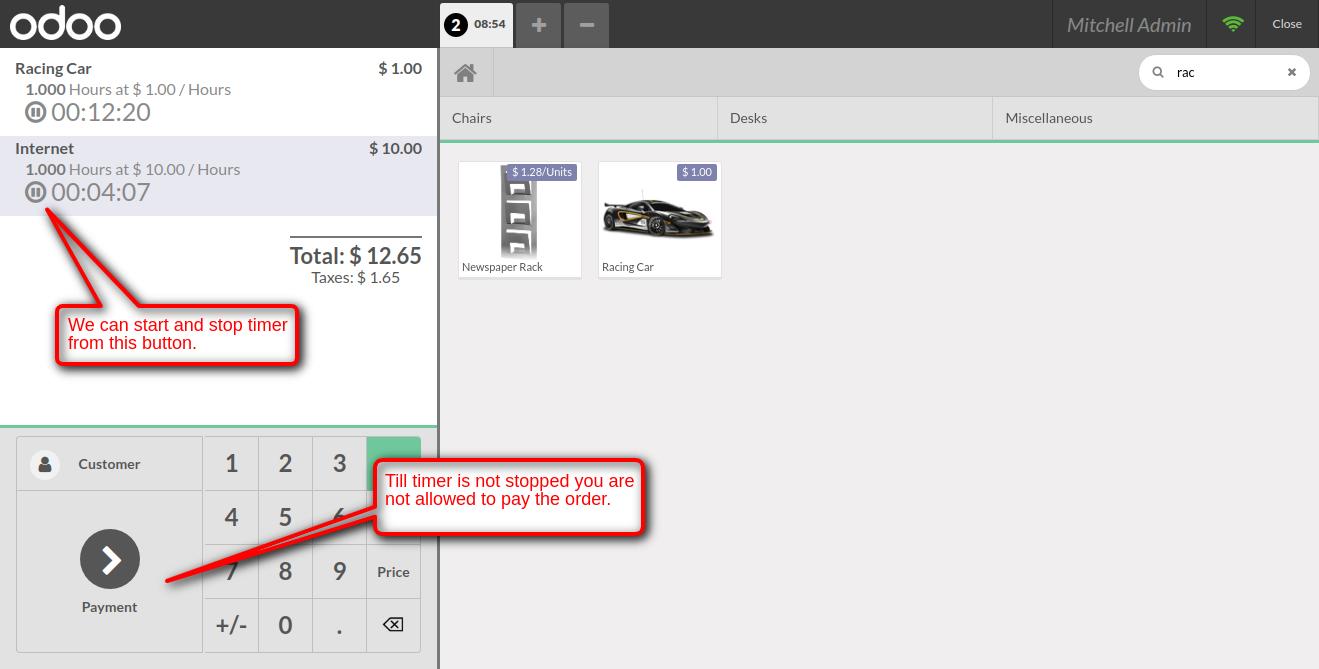 odoo
2 08:54 + −
Mitchell Admin
Close
Racing Car $ 1.00
1.000 Hours at $ 1.00 / Hours
00:12:20
Internet $ 10.00
1.000 Hours at $ 10.00 / Hours
00:04:07
Total: $ 12.65
Taxes: $ 1.65
We can start and stop timer
from this button.
rac
Chairs Desks Miscellaneous
$ 1.28/Units
Newspaper Rack
$ 1.00
Racing Car
Customer
Payment
1 2 3
4 5 6
7 8 9 Price
+/- 0 .
Till timer is not stopped you are
not allowed to pay the order.